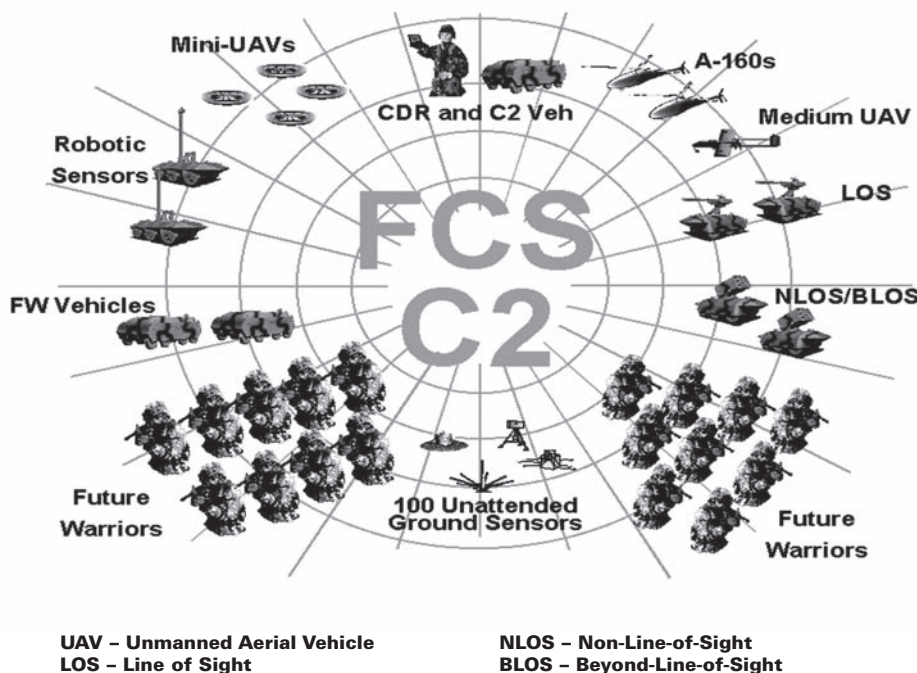 Mini-UAVs
A-160s
CDR and C2 Veh
Medium UAV
Robotic
Sensors
LOS
FCS
C2
FW Vehicles
NLOS/BLOS
Future
Warriors
100 Unattended
Ground Sensors
Future
Warriors
UAV – Unmanned Aerial Vehicle
LOS – Line of Sight
NLOS – Non-Line-of-Sight
BLOS – Beyond-Line-of-Sight